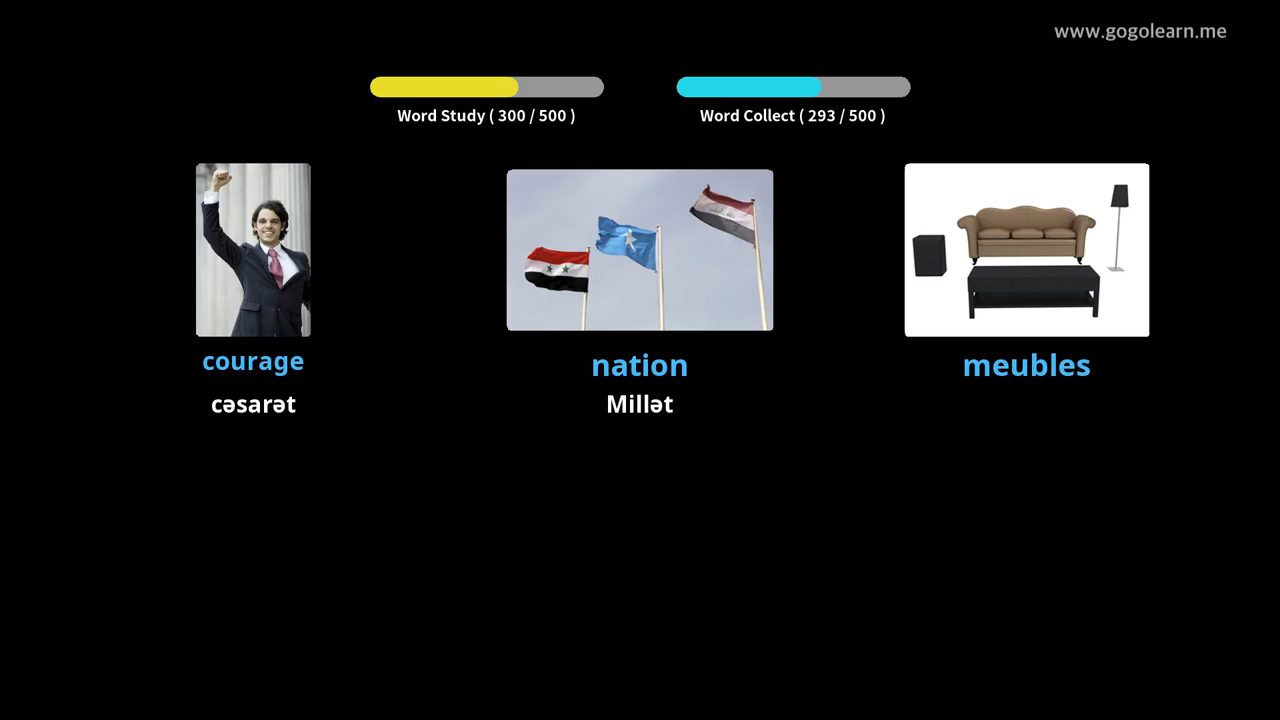 www.gogolearn.me
Word Study ( 300 / 500 )
Word Collect ( 293 / 500 )
courage
nation
meubles
cəsarət
Millət